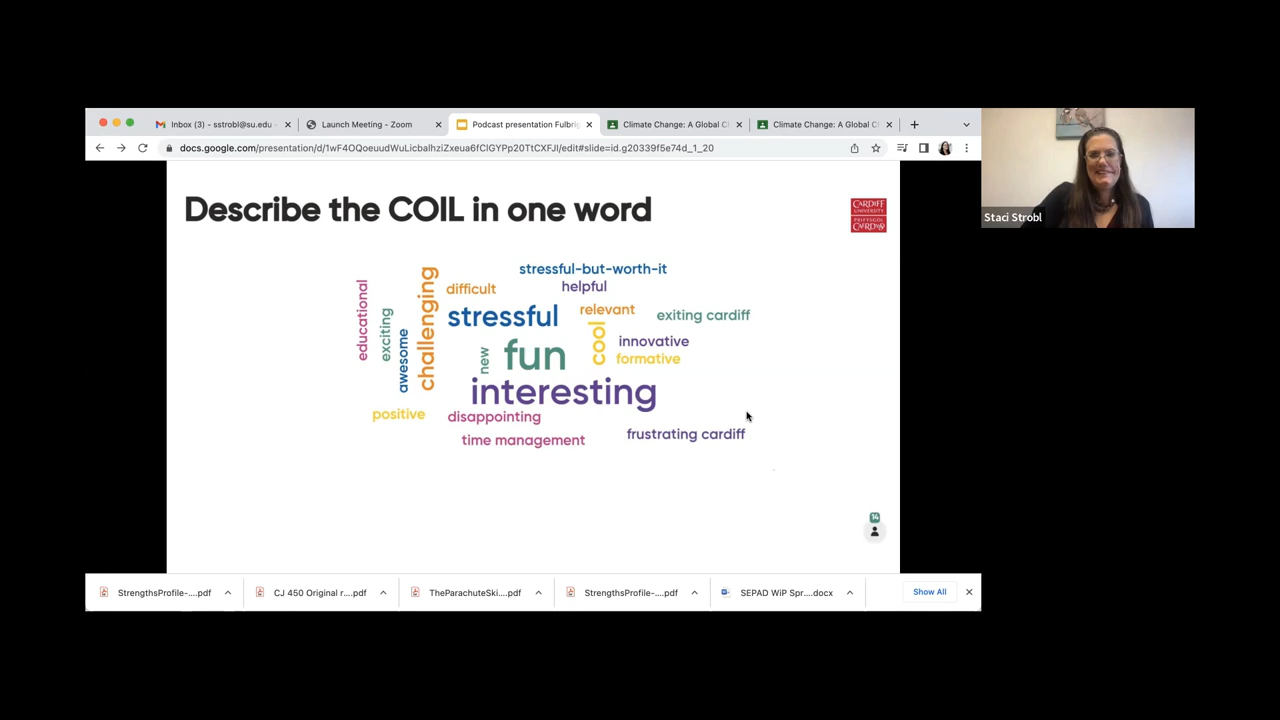 Inbox (3) - sstrobl@su.edu -
Launch Meeting - Zoom
Podcast presentation Fulbrig
Climate Change: A Global Cl
Climate Change: A Global Cl
docs.google.com/presentation/d/1wF4OQoeuudWuLicbalhziZxeua6fClGYPp20TtCXFJI/edit#slide=id.g20339f5e74d_1_20
Staci Strobl
Describe the COIL in one word
CARDIFF
UNIVERSITY
PRIFYSGOL
CAERDYDD
stressful-but-worth-it
helpful
difficult
challenging
educational
exciting
awesome
stressful
relevant
exiting cardiff
cool
innovative
formative
new
fun
interesting
positive
disappointing
time management
frustrating cardiff
14
StrengthsProfile-....pdf
CJ 450 Original r....pdf
TheParachuteSki....pdf
StrengthsProfile-....pdf
SEPAD WiP Spr....docx
Show All